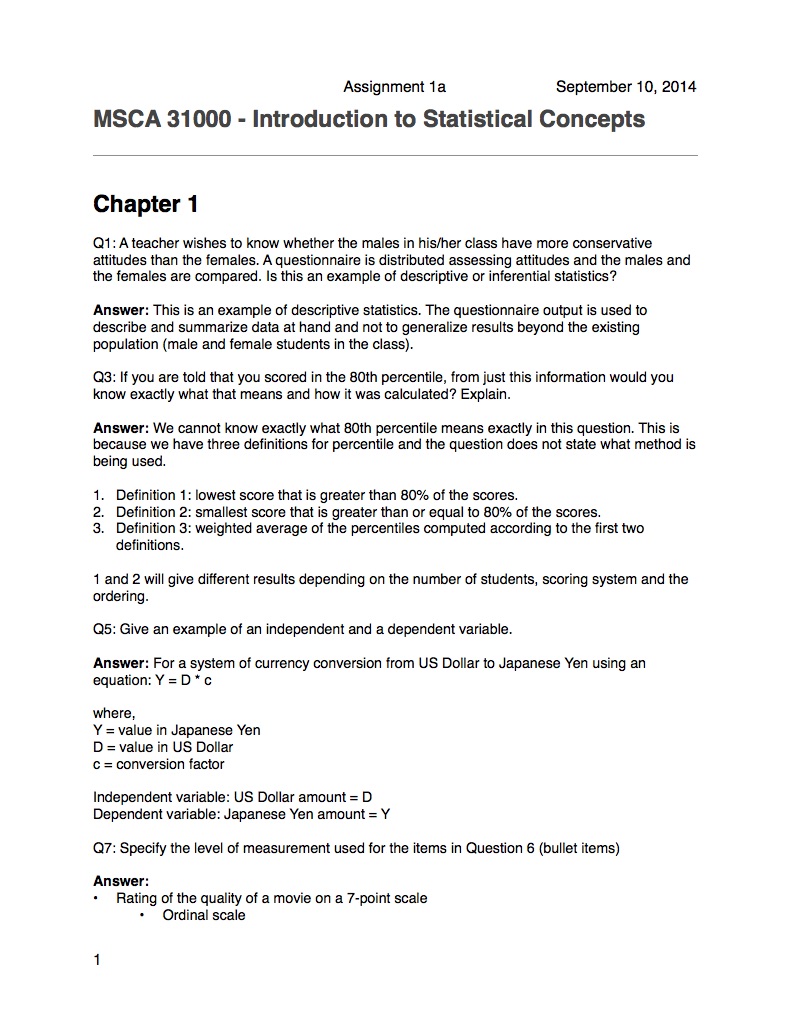 Assignment 1a September 10, 2014
MSCA 31000 - Introduction to Statistical Concepts
Chapter 1
Q1: A teacher wishes to know whether the males in his/her class have more conservative
attitudes than the females. A questionnaire is distributed assessing attitudes and the males and
the females are compared. Is this an example of descriptive or inferential statistics?
Answer: This is an example of descriptive statistics. The questionnaire output is used to
describe and summarize data at hand and not to generalize results beyond the existing
population (male and female students in the class).
Q3: If you are told that you scored in the 80th percentile, from just this information would you
know exactly what that means and how it was calculated? Explain.
Answer: We cannot know exactly what 80th percentile means exactly in this question. This is
because we have three definitions for percentile and the question does not state what method is
being used.
1. Definition 1: lowest score that is greater than 80% of the scores.
2. Definition 2: smallest score that is greater than or equal to 80% of the scores.
3. Definition 3: weighted average of the percentiles computed according to the first two
definitions.
1 and 2 will give different results depending on the number of students, scoring system and the
ordering.
Q5: Give an example of an independent and a dependent variable.
Answer: For a system of currency conversion from US Dollar to Japanese Yen using an
equation: Y = D * c
where,
Y = value in Japanese Yen
D = value in US Dollar
c = conversion factor
Independent variable: US Dollar amount = D
Dependent variable: Japanese Yen amount = Y
Q7: Specify the level of measurement used for the items in Question 6 (bullet items)
Answer:
• Rating of the quality of a movie on a 7-point scale
• Ordinal scale
1